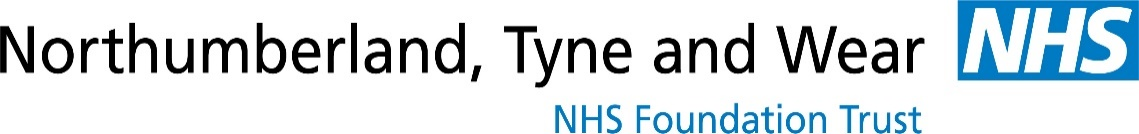 Northumberland, Tyne and Wear NHS
NHS Foundation Trust